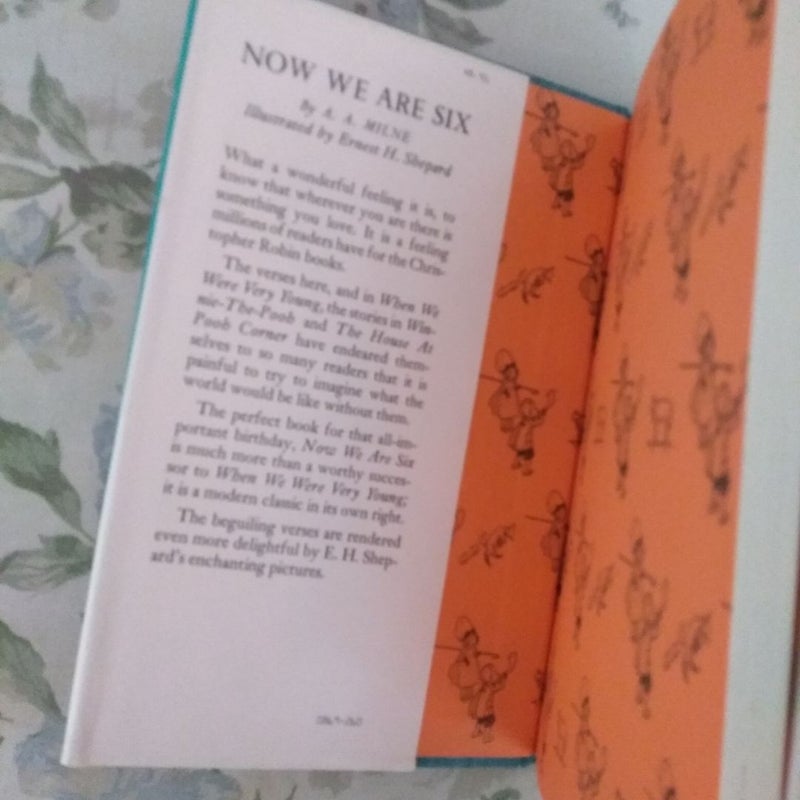 NOW WE ARE SIX
By A. A. MILNE
Illustrated by Ernest H. Shepard
What a wonderful feeling it is, to
know that wherever you are there is
something you love. It is a feeling
millions of readers have for the Chris-
topher Robin books.
The verses here, and in When We
Were Very Young, the stories in Win-
nie-The-Pooh and The House At
Pooh Corner have endeared them-
selves to so many readers that it is
painful to try to imagine what the
world would be like without them.
The perfect book for that all-im-
portant birthday, Now We Are Six
is much more than a worthy succes-
sor to When We Were Very Young;
it is a modern classic in its own right.
The beguiling verses are rendered
even more delightful by E. H. Shep-
ard's enchanting pictures.